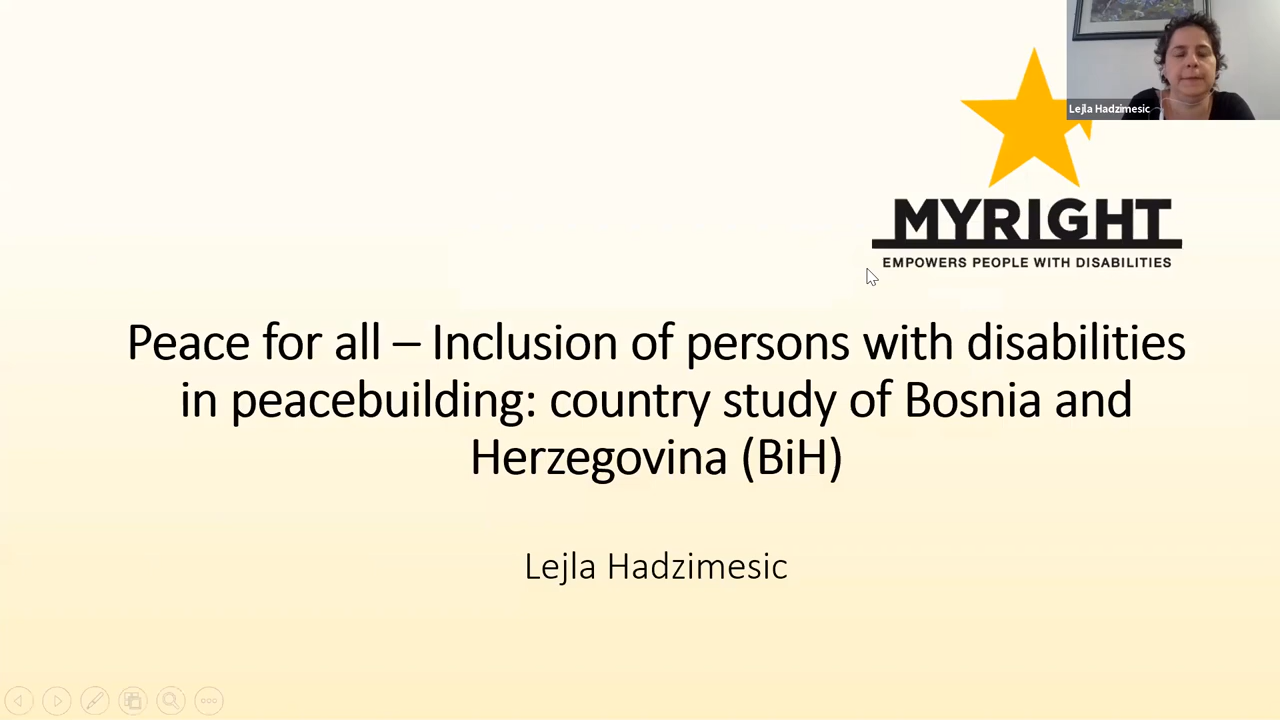 Lejla Hadzimesic
MYRIGHT
EMPOWERS PEOPLE WITH DISABILITIES
Peace for all – Inclusion of persons with disabilities
in peacebuilding: country study of Bosnia and
Herzegovina (BiH)
Lejla Hadzimesic